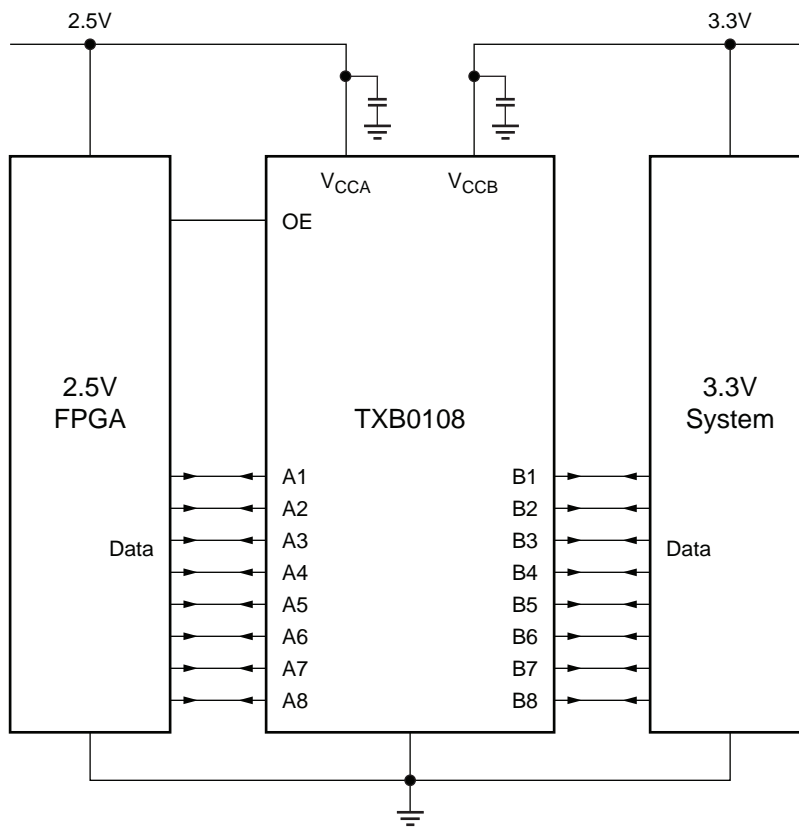 2.5V
3.3V
VCCA
VCCB
OE
2.5V
FPGA
TXB0108
3.3V
System
A1
B1
A2
B2
A3
B3
Data
Data
A4
B4
A5
B5
A6
B6
A7
B7
A8
B8